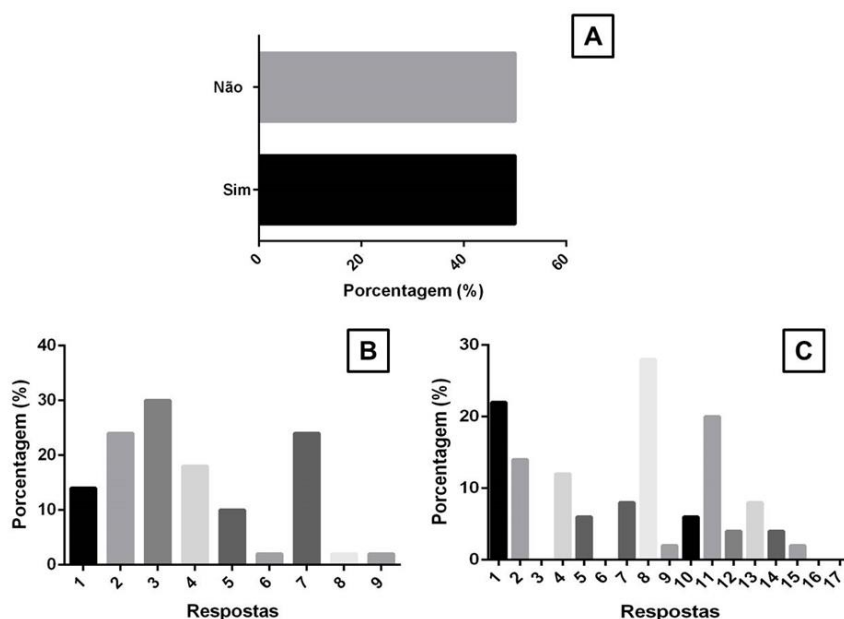 A
Não
Sim
0 20 40 60
Porcentagem (%)
B
Porcentagem (%)
40
30
20
10
0
1 2 3 4 5 6 7 8 9
Respostas
C
Porcentagem (%)
30
20
10
0
1 2 3 4 5 6 7 8 9 10 11 12 13 14 15 16 17
Respostas